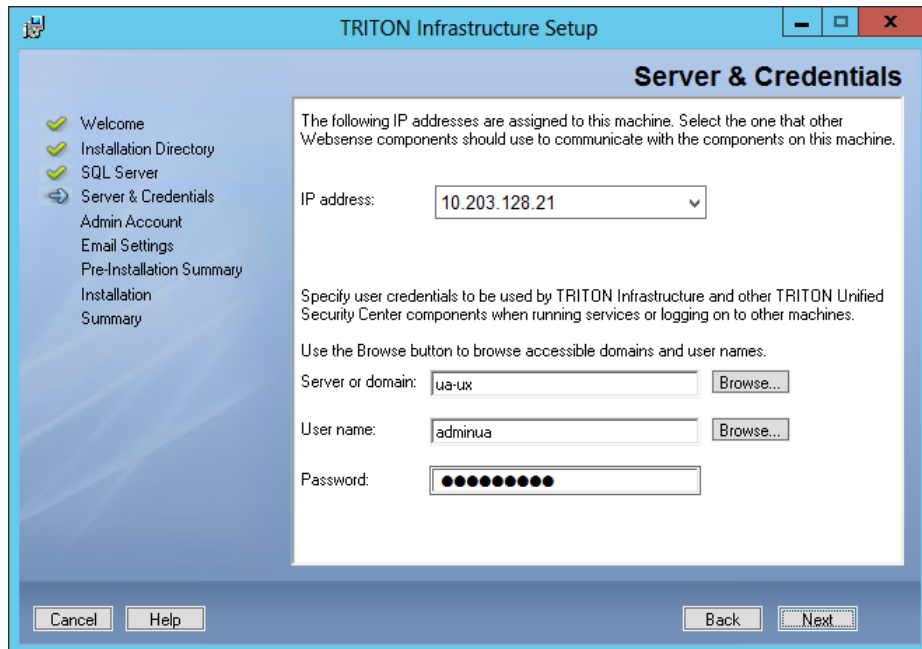 TRITON Infrastructure Setup
Server & Credentials
Welcome
Installation Directory
SQL Server
Server & Credentials
Admin Account
Email Settings
Pre-Installation Summary
Installation
Summary
The following IP addresses are assigned to this machine. Select the one that other
Websense components should use to communicate with the components on this machine.
IP address: 10.203.128.21
Specify user credentials to be used by TRITON Infrastructure and other TRITON Unified
Security Center components when running services or logging on to other machines.
Use the Browse button to browse accessible domains and user names.
Server or domain: ua-ux Browse...
User name: adminua Browse...
Password: ●●●●●●●●●
Cancel Help Back Next